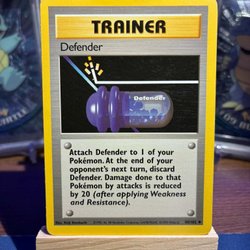 TRAINER
Defender
Defender
Attach Defender to 1 of your
Pokémon. At the end of your
opponent's next turn, discard
Defender. Damage done to that
Pokémon by attacks is reduced
by 20 (after applying Weakness
and Resistance).